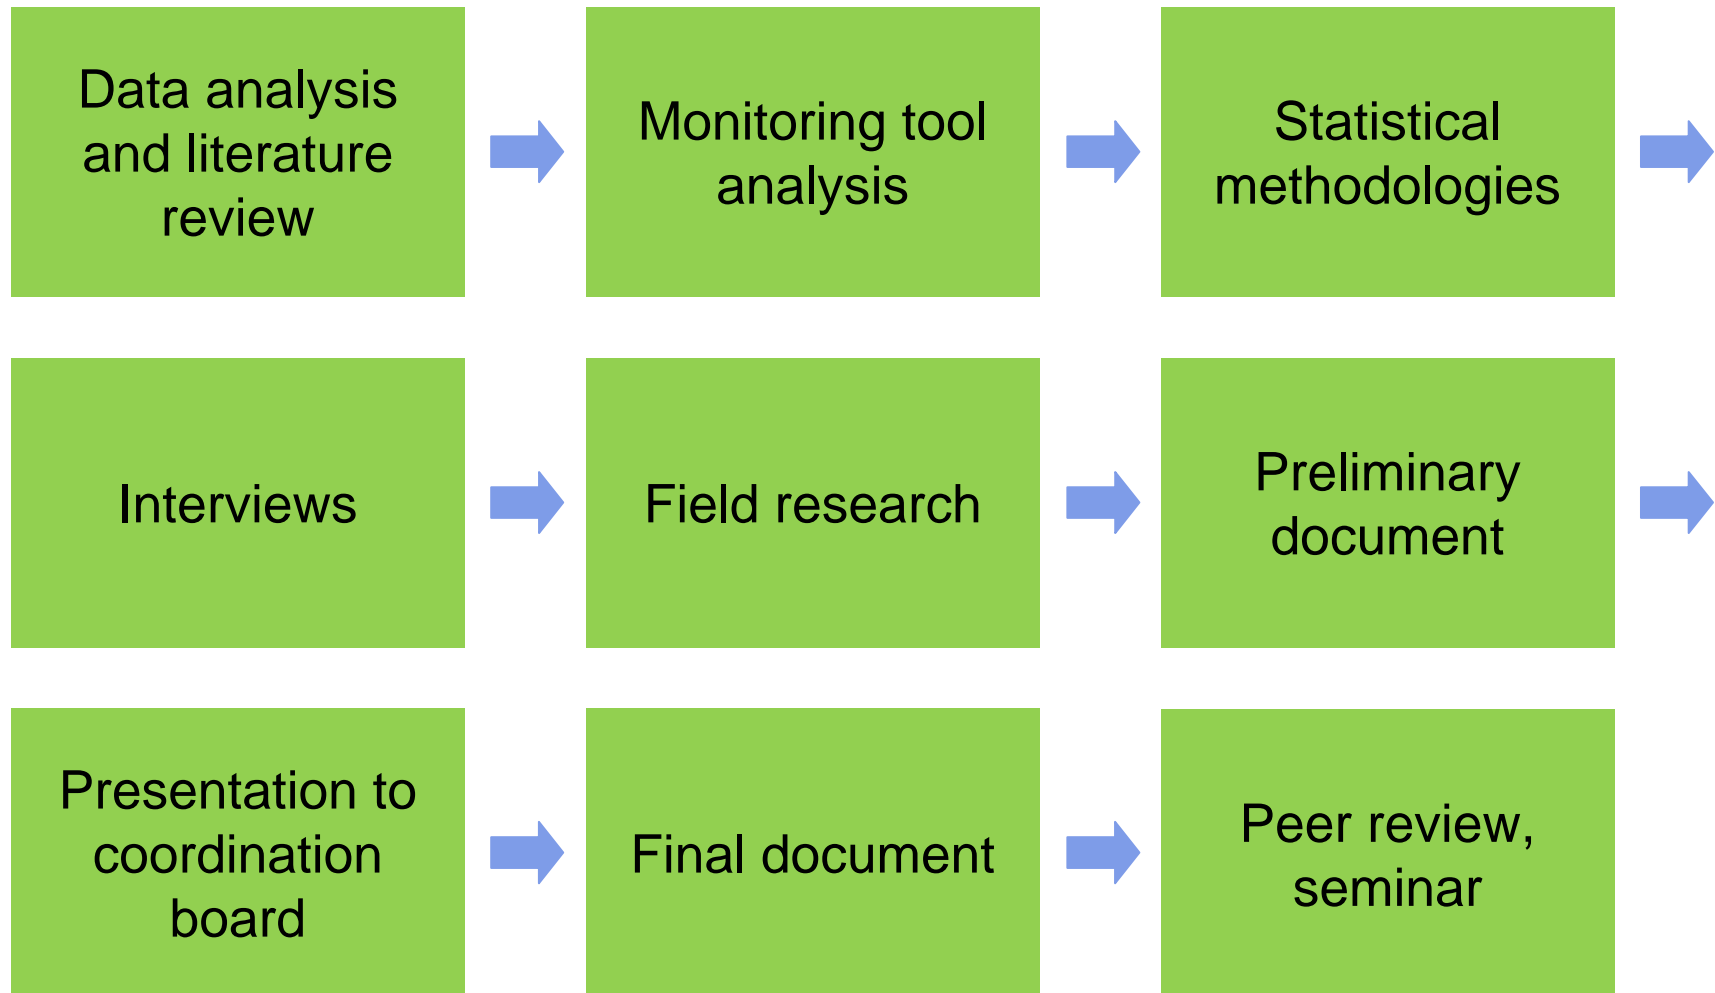 Data analysis
and literature
review
Monitoring tool
analysis
Statistical
methodologies
Interviews
Field research
Preliminary
document
Presentation to
coordination
board
Final document
Peer review,
seminar